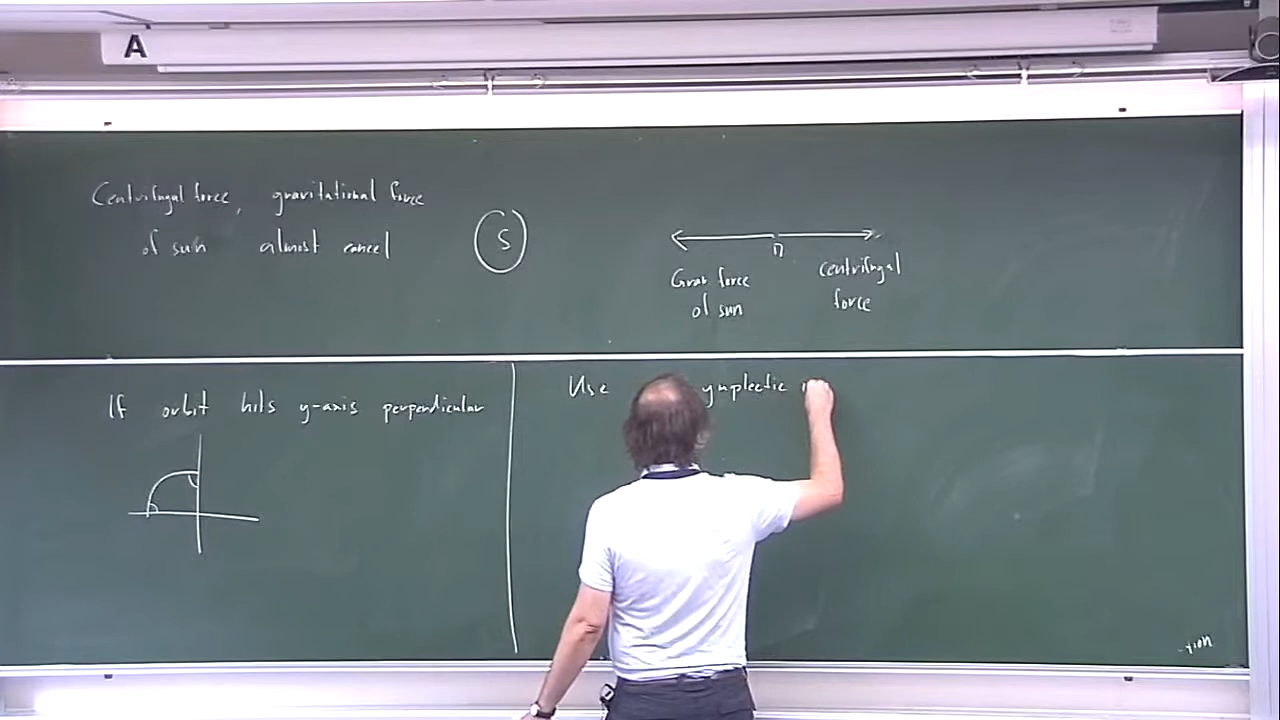 A
Centrifugal force, gravitational force
of sun almost cancel
S
Grav force
of sun
centrifugal
force
If orbit hits y-axis perpendicular
Use ymplectic
-tion